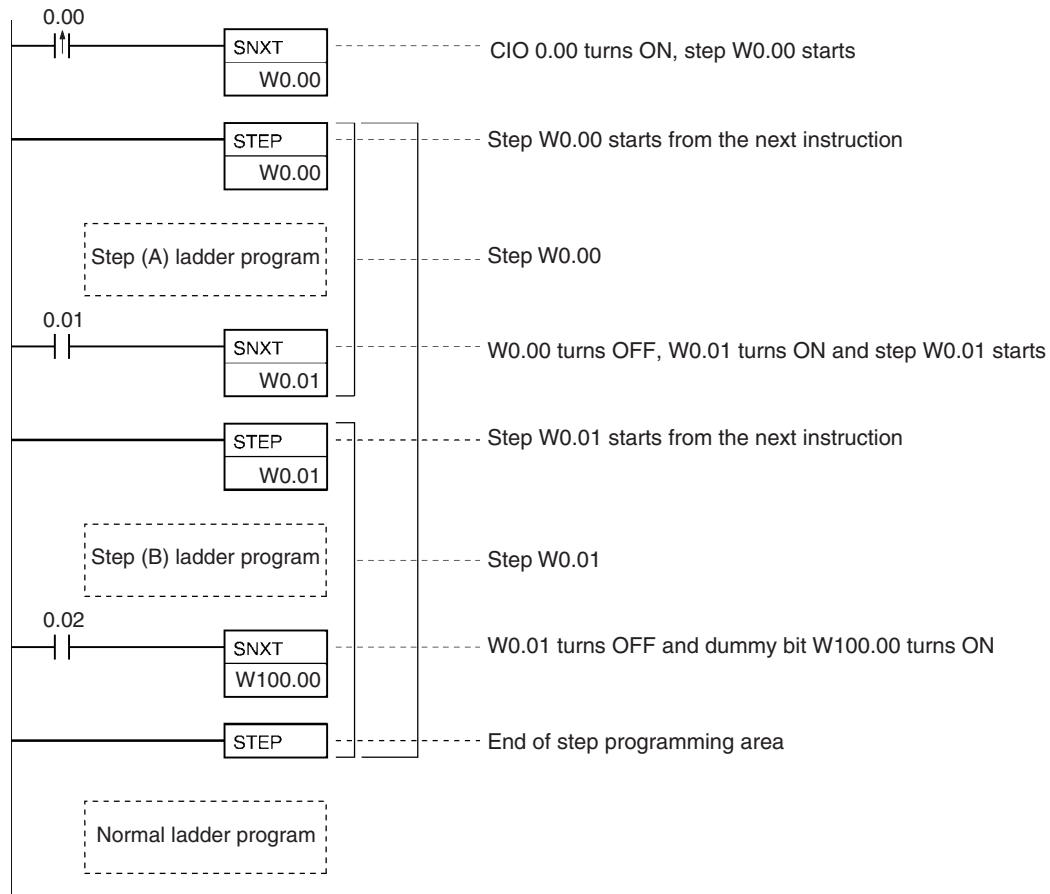 0.00
SNXT
W0.00
CIO 0.00 turns ON, step W0.00 starts
STEP
W0.00
Step W0.00 starts from the next instruction
Step (A) ladder program
Step W0.00
0.01
SNXT
W0.01
W0.00 turns OFF, W0.01 turns ON and step W0.01 starts
STEP
W0.01
Step W0.01 starts from the next instruction
Step (B) ladder program
Step W0.01
0.02
SNXT
W100.00
W0.01 turns OFF and dummy bit W100.00 turns ON
STEP
End of step programming area
Normal ladder program